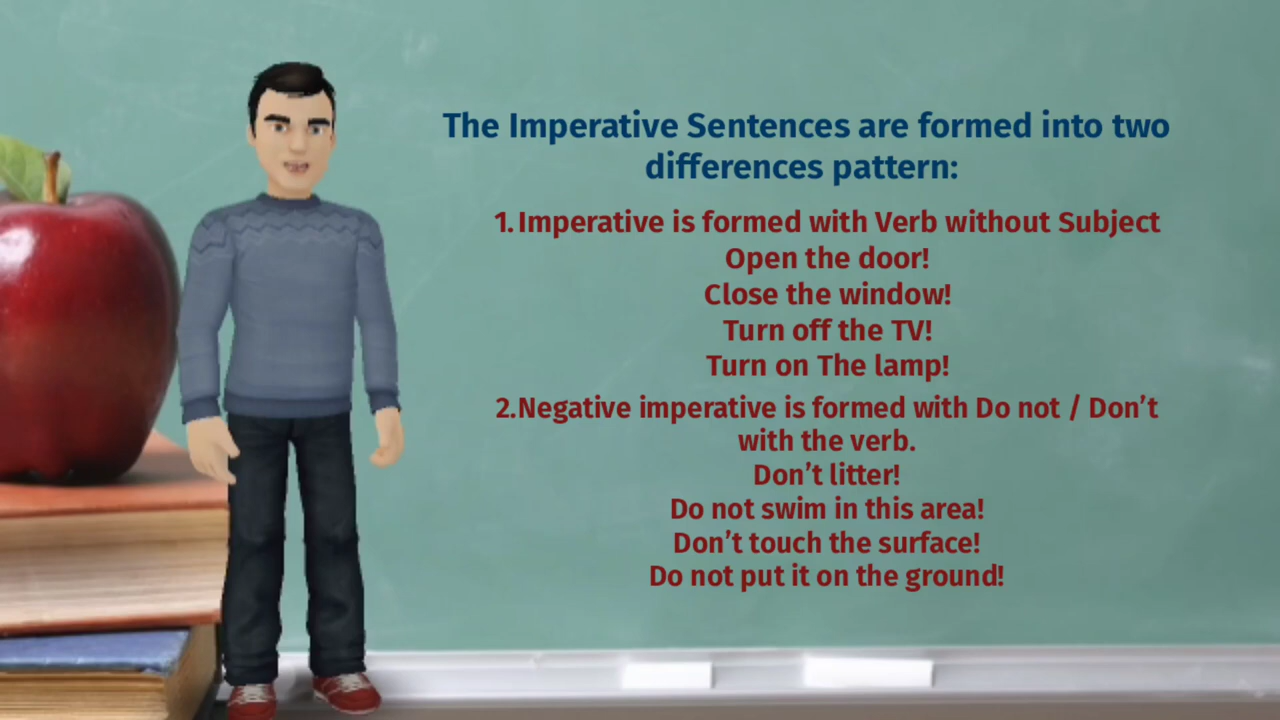 The Imperative Sentences are formed into two
differences pattern:
1. Imperative is formed with Verb without Subject
Open the door!
Close the window!
Turn off the TV!
Turn on The lamp!
2.Negative imperative is formed with Do not / Don’t
with the verb.
Don’t litter!
Do not swim in this area!
Don’t touch the surface!
Do not put it on the ground!